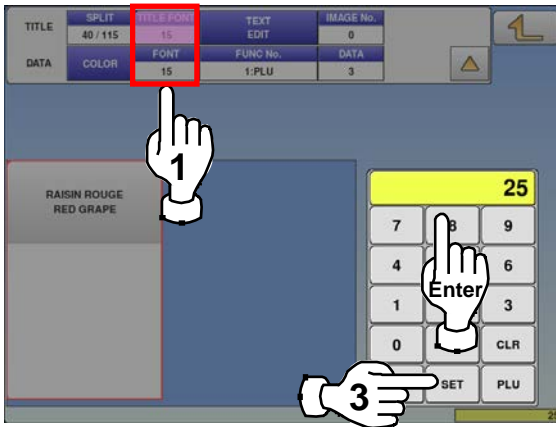 TITLE SPLIT TITLE FONT TEXT EDIT IMAGE No.
40 / 115 15 0
DATA COLOR FONT FUNC No. DATA
15 1:PLU 3
1
RAISIN ROUGE
RED GRAPE
25
7 8 9
4 6
Enter
1 3
0 CLR
3 SET PLU